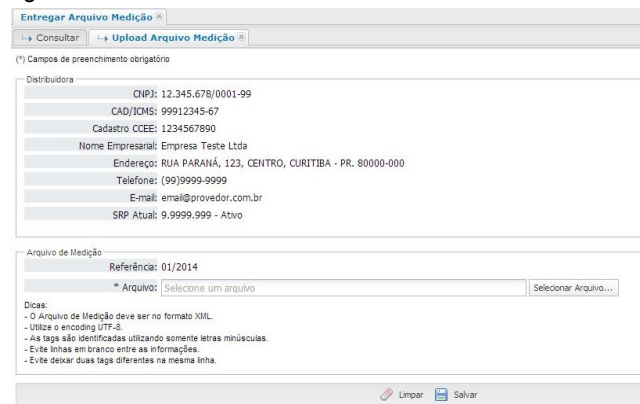 Entregar Arquivo Medição
Consultar Upload Arquivo Medição
(*) Campos de preenchimento obrigatório
Distribuidora
CNPJ: 12.345.678/0001-99
CAD/ICMS: 99912345-67
Cadastro CCEE: 1234567890
Nome Empresarial: Empresa Teste Ltda
Endereço: RUA PARANÁ, 123, CENTRO, CURITIBA - PR. 80000-000
Telefone: (99)9999-9999
E-mail: email@provedor.com.br
SRP Atual: 9.9999.999 - Ativo
Arquivo de Medição
Referência: 01/2014
* Arquivo: Selecione um arquivo Selecionar Arquivo...
Dicas:
- O Arquivo de Medição deve ser no formato XML.
- Utilize o encoding UTF-8.
- As tags são identificadas utilizando somente letras minúsculas.
- Evite linhas em branco entre as informações.
- Evite deixar duas tags diferentes na mesma linha.
Limpar Salvar